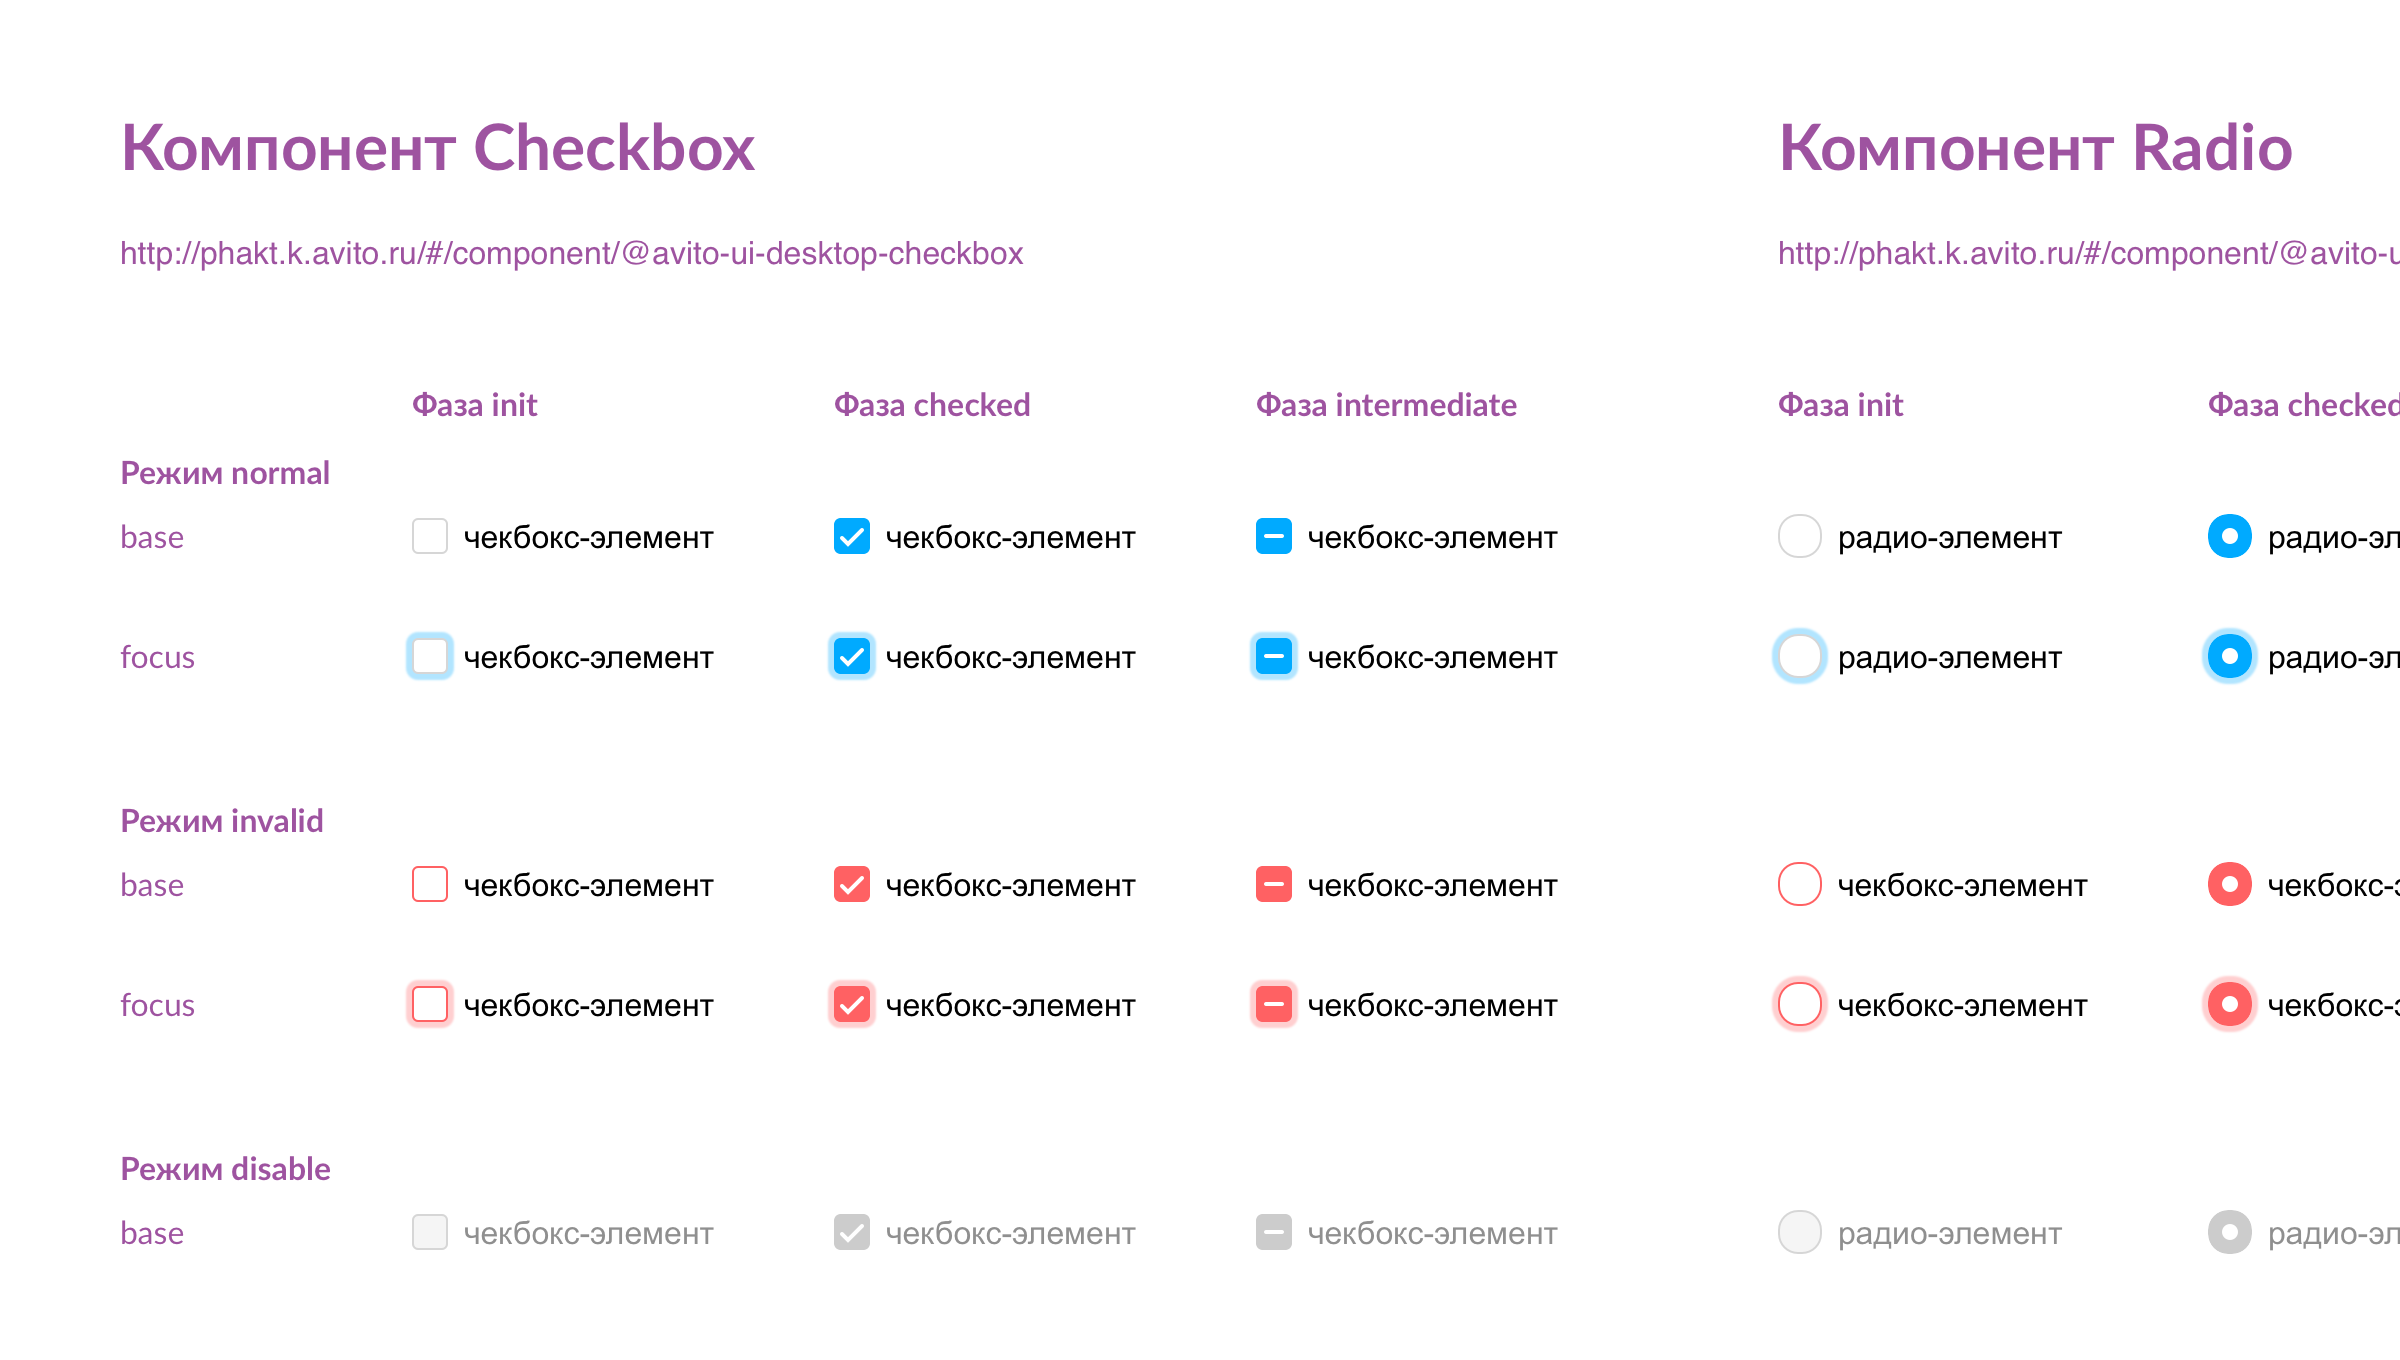 Компонент Checkbox
Компонент Radio
http://phakt.k.avito.ru/#/component/@avito-ui-desktop-checkbox
http://phakt.k.avito.ru/#/component/@avito-u
Фаза init
Фаза checked
Фаза intermediate
Фаза init
Фаза checked
Режим normal
base
чекбокс-элемент
чекбокс-элемент
чекбокс-элемент
радио-элемент
радио-эл
focus
чекбокс-элемент
чекбокс-элемент
чекбокс-элемент
радио-элемент
радио-эл
Режим invalid
base
чекбокс-элемент
чекбокс-элемент
чекбокс-элемент
чекбокс-элемент
чекбокс-э
focus
чекбокс-элемент
чекбокс-элемент
чекбокс-элемент
чекбокс-элемент
чекбокс-э
Режим disable
base
чекбокс-элемент
чекбокс-элемент
чекбокс-элемент
радио-элемент
радио-эл